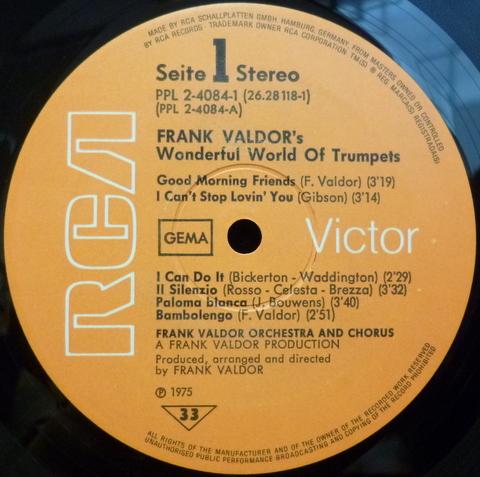 MADE BY RCA SCHALLPLATTEN GMBH, HAMBURG, GERMANY, FROM MASTERS OWNED OR CONTROLLED
BY RCA RECORDS · TRADEMARK OWNER RCA CORPORATION TM(S) ® REG. MARCA(S) REGISTRADA(S)
Seite 1 Stereo
PPL 2-4084-1 (26.28118-1)
(PPL 2-4084-A)
FRANK VALDOR's
Wonderful World Of Trumpets
Good Morning Friends (F. Valdor) (3'19)
I Can't Stop Lovin' You (Gibson) (3'14)
RCA
GEMA
Victor
I Can Do It (Bickerton - Waddington) (2'29)
Il Silenzio (Rosso - Celesta - Brezza) (3'32)
Paloma blanca (J. Bouwens) (3'40)
Bambolengo (F. Valdor) (2'51)
FRANK VALDOR ORCHESTRA AND CHORUS
A FRANK VALDOR PRODUCTION
Produced, arranged and directed
by FRANK VALDOR
℗ 1975
33
ALL RIGHTS OF THE MANUFACTURER AND OF THE OWNER OF THE RECORDED WORK RESERVED
UNAUTHORISED PUBLIC PERFORMANCE BROADCASTING AND COPYING OF THE RECORD PROHIBITED